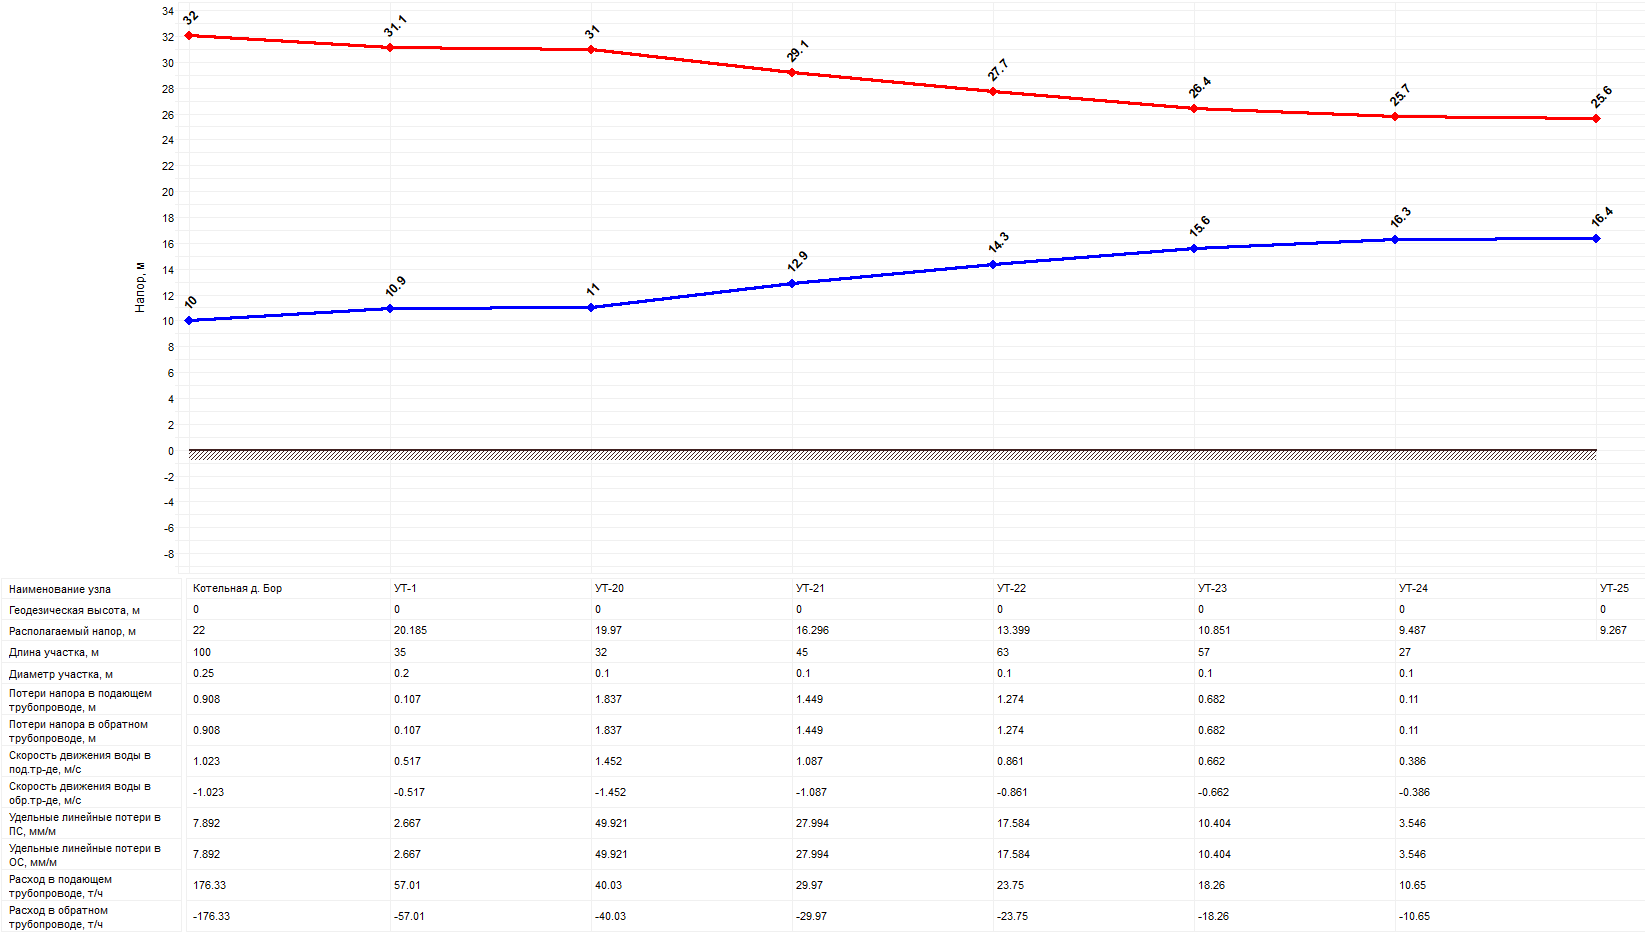 34
32
30
28
26
24
22
20
18
16
14
12
10
8
6
4
2
0
-2
-4
-6
-8
Напор, м
32
31.1
31
29.1
27.7
26.4
25.7
25.6
10
10.9
11
12.9
14.3
15.6
16.3
16.4
Наименование узла Котельная д. Бор УТ-1 УТ-20 УТ-21 УТ-22 УТ-23 УТ-24 УТ-25
Геодезическая высота, м 0 0 0 0 0 0 0 0
Располагаемый напор, м 22 20.185 19.97 16.296 13.399 10.851 9.487 9.267
Длина участка, м 100 35 32 45 63 57 27
Диаметр участка, м 0.25 0.2 0.1 0.1 0.1 0.1 0.1
Потери напора в подающем
трубопроводе, м 0.908 0.107 1.837 1.449 1.274 0.682 0.11
Потери напора в обратном
трубопроводе, м 0.908 0.107 1.837 1.449 1.274 0.682 0.11
Скорость движения воды в
под.тр-де, м/с 1.023 0.517 1.452 1.087 0.861 0.662 0.386
Скорость движения воды в
обр.тр-де, м/с -1.023 -0.517 -1.452 -1.087 -0.861 -0.662 -0.386
Удельные линейные потери в
ПС, мм/м 7.892 2.667 49.921 27.994 17.584 10.404 3.546
Удельные линейные потери в
ОС, мм/м 7.892 2.667 49.921 27.994 17.584 10.404 3.546
Расход в подающем
трубопроводе, т/ч 176.33 57.01 40.03 29.97 23.75 18.26 10.65
Расход в обратном
трубопроводе, т/ч -176.33 -57.01 -40.03 -29.97 -23.75 -18.26 -10.65